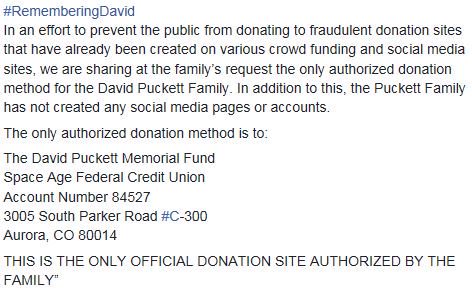 #RememberingDavid
In an effort to prevent the public from donating to fraudulent donation sites
that have already been created on various crowd funding and social media
sites, we are sharing at the family's request the only authorized donation
method for the David Puckett Family. In addition to this, the Puckett Family
has not created any social media pages or accounts.
The only authorized donation method is to:
The David Puckett Memorial Fund
Space Age Federal Credit Union
Account Number 84527
3005 South Parker Road #C-300
Aurora, CO 80014
THIS IS THE ONLY OFFICIAL DONATION SITE AUTHORIZED BY THE
FAMILY”